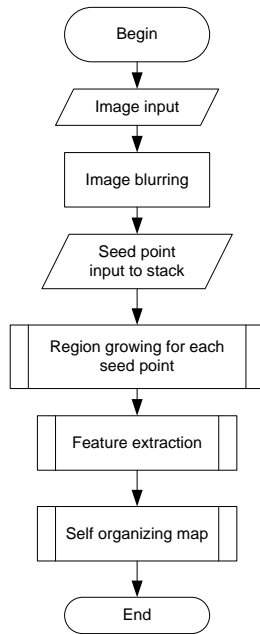 Begin
Image input
Image blurring
Seed point
input to stack
Region growing for each
seed point
Feature extraction
Self organizing map
End